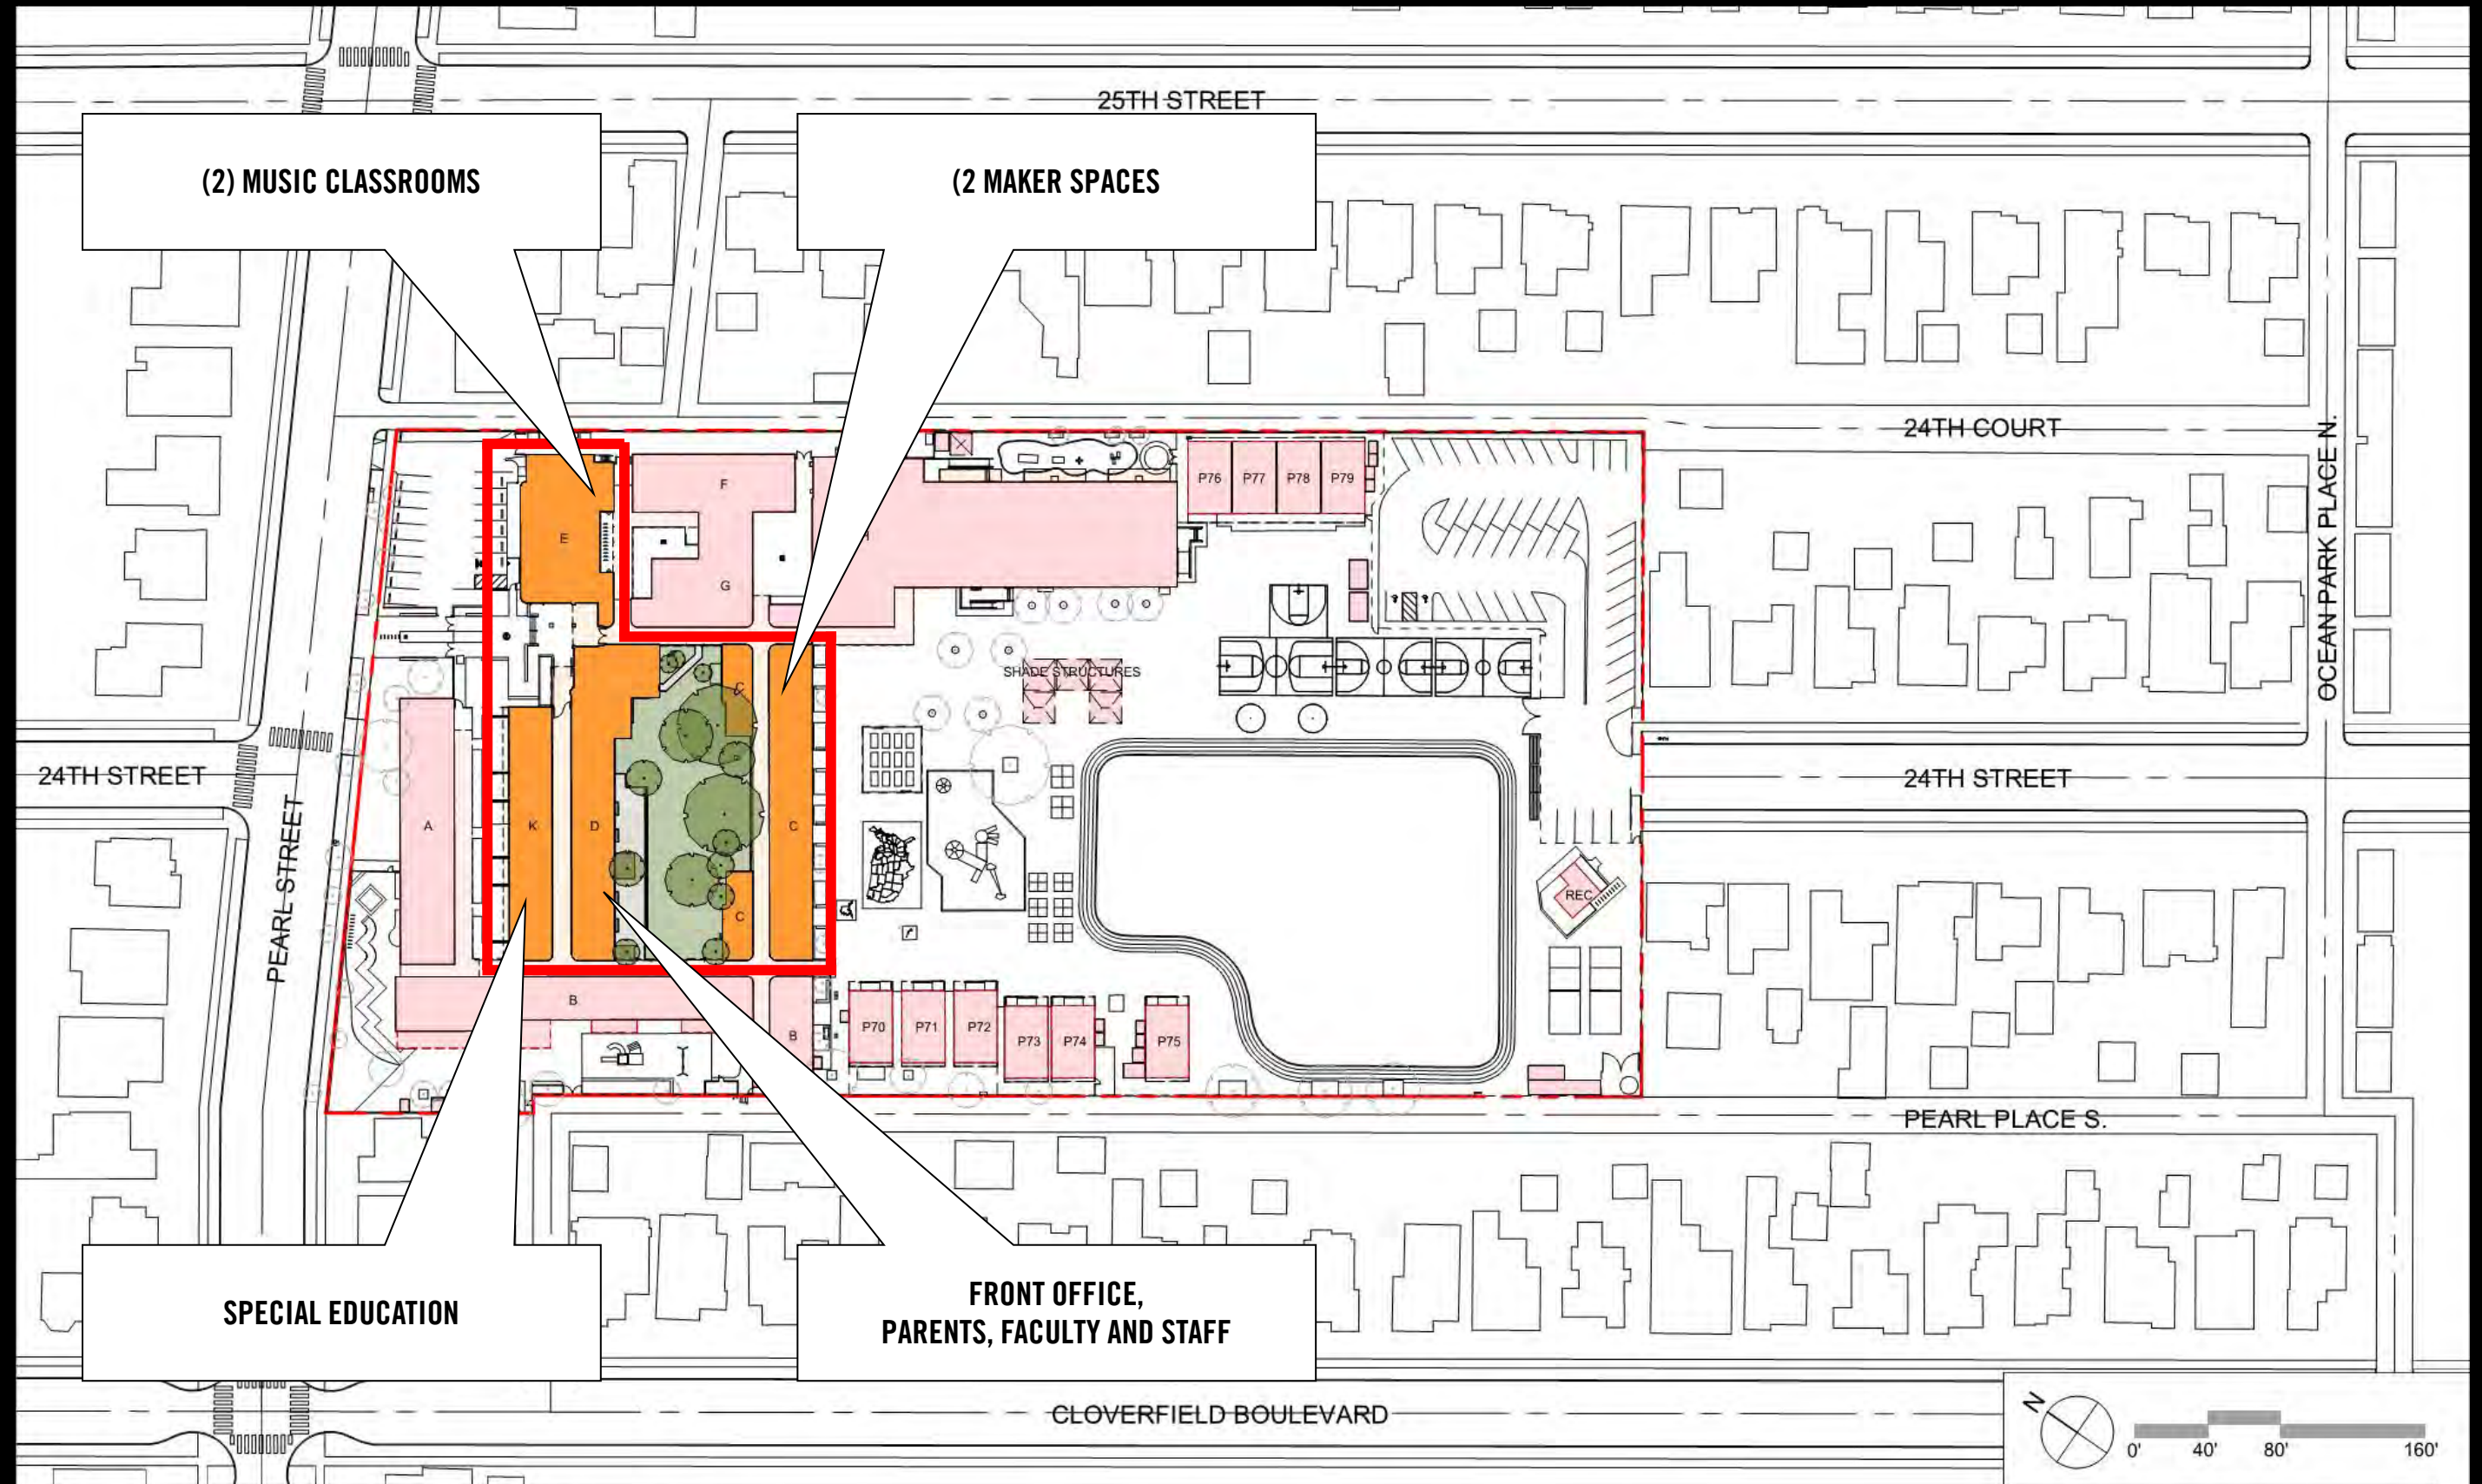 25TH STREET
(2) MUSIC CLASSROOMS
(2 MAKER SPACES
24TH COURT
OCEAN PARK PLACE N.
F
P76
P77
P78
P79
E
G
SHADE STRUCTURES
C
24TH STREET
24TH STREET
PEARL STREET
A
K
D
C
C
REC
B
B
P70
P71
P72
P73
P74
P75
PEARL PLACE S.
SPECIAL EDUCATION
FRONT OFFICE,
PARENTS, FACULTY AND STAFF
CLOVERFIELD BOULEVARD
N
0'
40'
80'
160'